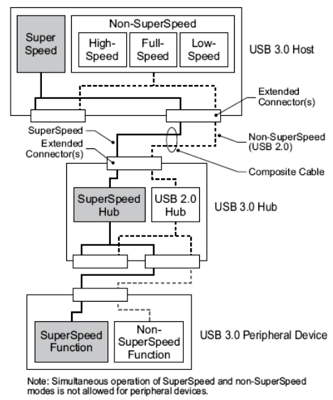 Non-SuperSpeed
Super
Speed
High-
Speed
Full-
Speed
Low-
Speed
USB 3.0 Host
Extended
Connector(s)
SuperSpeed
Extended
Connector(s)
Non-SuperSpeed
(USB 2.0)
Composite Cable
SuperSpeed
Hub
USB 2.0
Hub
USB 3.0 Hub
SuperSpeed
Function
Non-
SuperSpeed
Function
USB 3.0 Peripheral Device
Note: Simultaneous operation of SuperSpeed and non-SuperSpeed
modes is not allowed for peripheral devices.